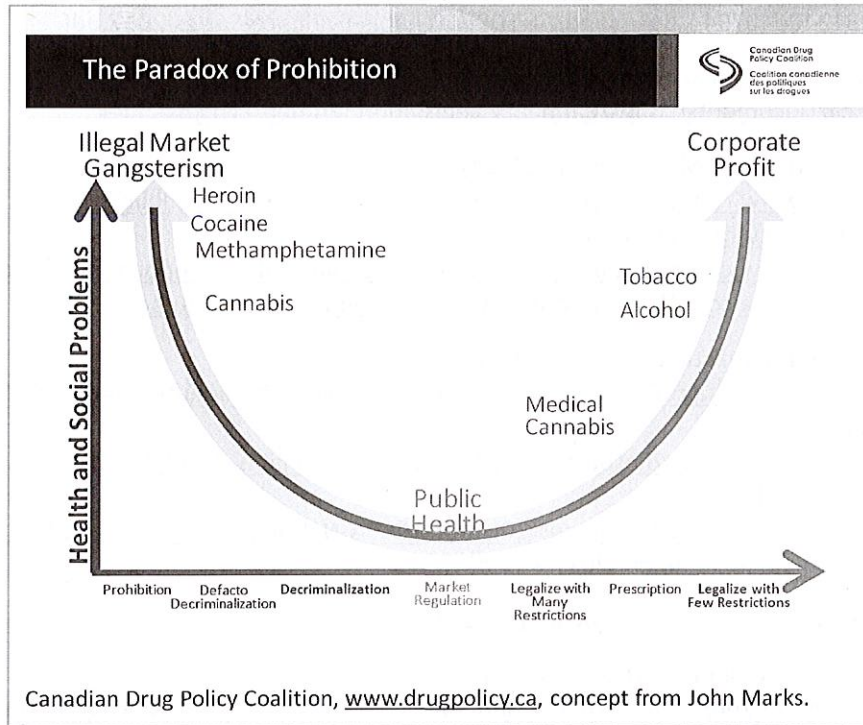 The Paradox of Prohibition
Canadian Drug
Policy Coalition
Coalition canadienne
des politiques
sur les drogues
Illegal Market
Gangsterism
Corporate
Profit
Heroin
Cocaine
Methamphetamine
Cannabis
Tobacco
Alcohol
Medical
Cannabis
Public
Health
Health and Social Problems
Prohibition
Defacto
Decriminalization
Decriminalization
Market
Regulation
Legalize with
Many
Restrictions
Prescription
Legalize with
Few Restrictions
Canadian Drug Policy Coalition, www.drugpolicy.ca, concept from John Marks.